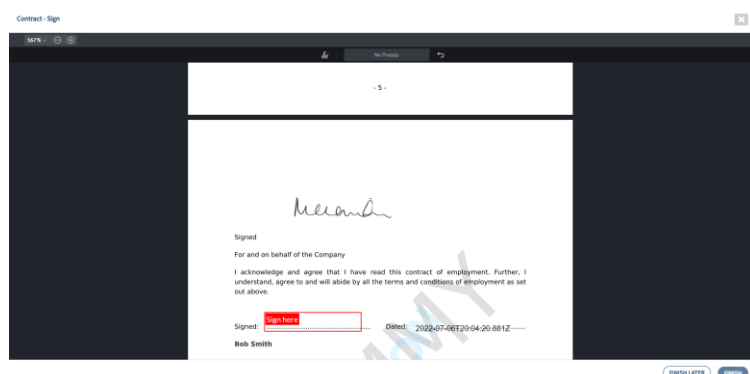 Contract - Sign
167%
No Presets
- 5 -
Signed
For and on behalf of the Company
I acknowledge and agree that I have read this contract of employment. Further, I
understand, agree to and will abide by all the terms and conditions of employment as set
out above.
Sign here
Signed: Dated: 2022-07-06T20:04:20.881Z
Bob Smith
MMY
FINISH LATER FINISH